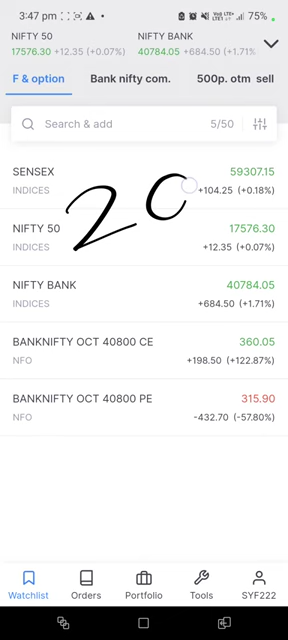 3:47 pm 75%
NIFTY 50 NIFTY BANK
17576.30 +12.35 (+0.07%) 40784.05 +684.50 (+1.71%
F & option Bank nifty com. 500p. otm sell
Search & add 5/50
SENSEX 59307.15
INDICES +104.25 (+0.18%)
20
NIFTY 50 17576.30
INDICES +12.35 (+0.07%)
NIFTY BANK 40784.05
INDICES +684.50 (+1.71%)
BANKNIFTY OCT 40800 CE 360.05
NFO +198.50 (+122.87%)
BANKNIFTY OCT 40800 PE 315.90
NFO -432.70 (-57.80%)
Watchlist Orders Portfolio Tools SYF222